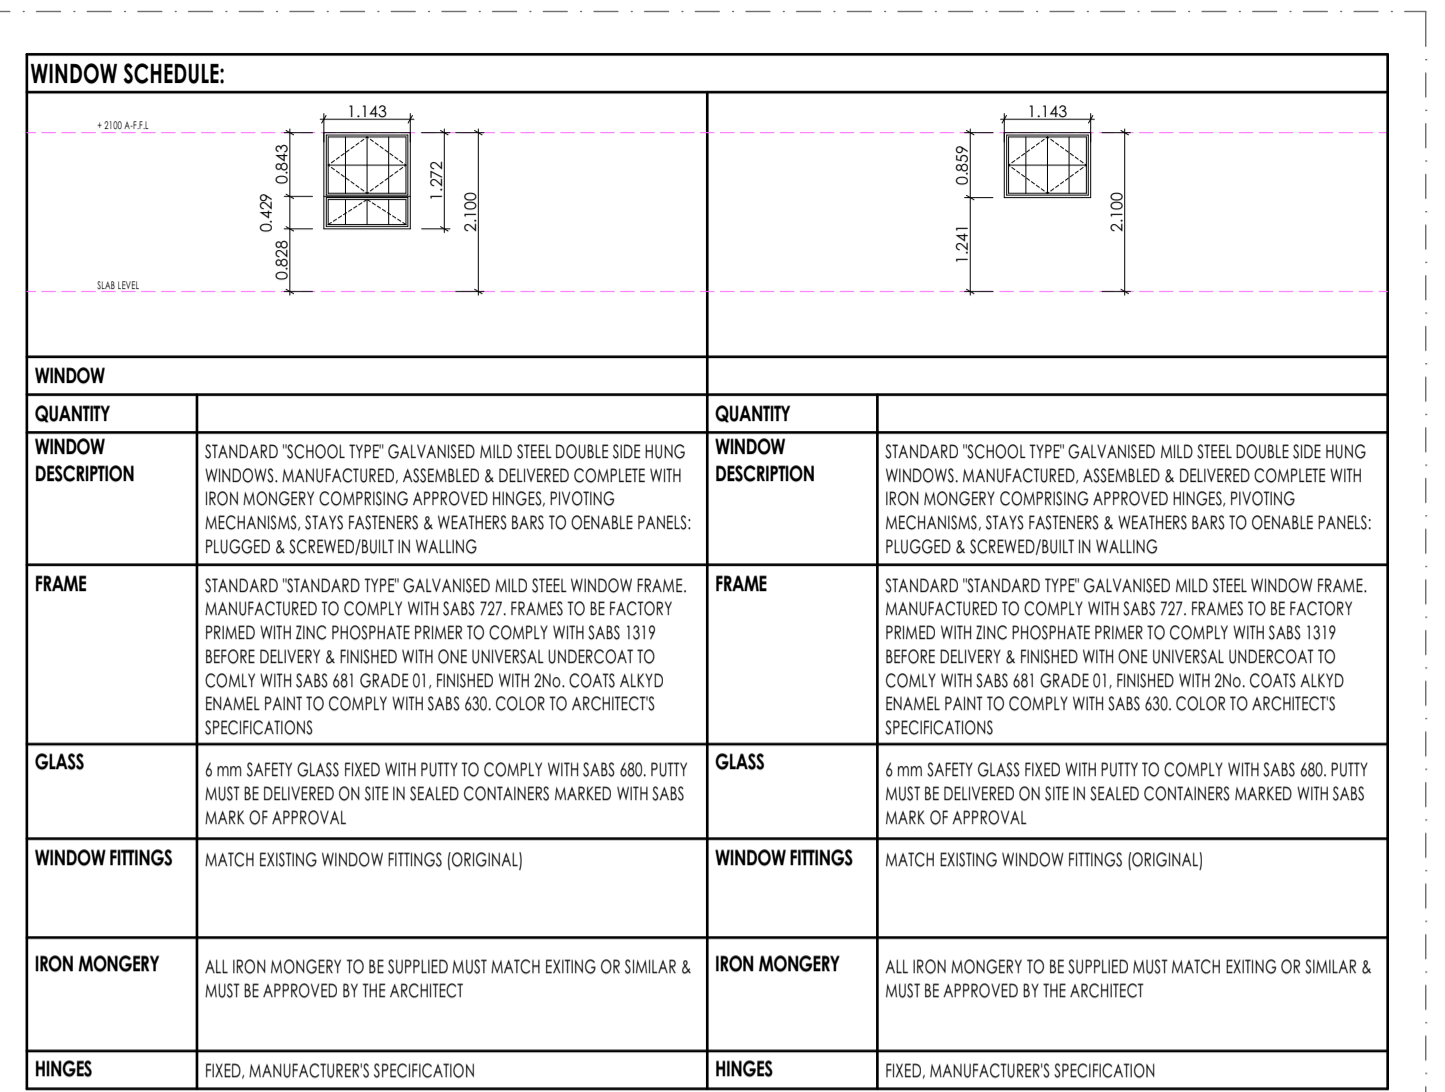 WINDOW SCHEDULE:
+ 2100 A-F.F.L
SLAB LEVEL
1.143
0.843
0.429
0.828
1.272
2.100
1.143
0.859
1.241
2.100
WINDOW
QUANTITY
WINDOW
DESCRIPTION
STANDARD "SCHOOL TYPE" GALVANISED MILD STEEL DOUBLE SIDE HUNG
WINDOWS. MANUFACTURED, ASSEMBLED & DELIVERED COMPLETE WITH
IRON MONGERY COMPRISING APPROVED HINGES, PIVOTING
MECHANISMS, STAYS FASTENERS & WEATHERS BARS TO OENABLE PANELS:
PLUGGED & SCREWED/BUILT IN WALLING
FRAME
STANDARD "STANDARD TYPE" GALVANISED MILD STEEL WINDOW FRAME.
MANUFACTURED TO COMPLY WITH SABS 727. FRAMES TO BE FACTORY
PRIMED WITH ZINC PHOSPHATE PRIMER TO COMPLY WITH SABS 1319
BEFORE DELIVERY & FINISHED WITH ONE UNIVERSAL UNDERCOAT TO
COMLY WITH SABS 681 GRADE 01, FINISHED WITH 2No. COATS ALKYD
ENAMEL PAINT TO COMPLY WITH SABS 630. COLOR TO ARCHITECT'S
SPECIFICATIONS
GLASS
6 mm SAFETY GLASS FIXED WITH PUTTY TO COMPLY WITH SABS 680. PUTTY
MUST BE DELIVERED ON SITE IN SEALED CONTAINERS MARKED WITH SABS
MARK OF APPROVAL
WINDOW FITTINGS
MATCH EXISTING WINDOW FITTINGS (ORIGINAL)
IRON MONGERY
ALL IRON MONGERY TO BE SUPPLIED MUST MATCH EXITING OR SIMILAR &
MUST BE APPROVED BY THE ARCHITECT
HINGES
FIXED, MANUFACTURER'S SPECIFICATION
QUANTITY
WINDOW
DESCRIPTION
STANDARD "SCHOOL TYPE" GALVANISED MILD STEEL DOUBLE SIDE HUNG
WINDOWS. MANUFACTURED, ASSEMBLED & DELIVERED COMPLETE WITH
IRON MONGERY COMPRISING APPROVED HINGES, PIVOTING
MECHANISMS, STAYS FASTENERS & WEATHERS BARS TO OENABLE PANELS:
PLUGGED & SCREWED/BUILT IN WALLING
FRAME
STANDARD "STANDARD TYPE" GALVANISED MILD STEEL WINDOW FRAME.
MANUFACTURED TO COMPLY WITH SABS 727. FRAMES TO BE FACTORY
PRIMED WITH ZINC PHOSPHATE PRIMER TO COMPLY WITH SABS 1319
BEFORE DELIVERY & FINISHED WITH ONE UNIVERSAL UNDERCOAT TO
COMLY WITH SABS 681 GRADE 01, FINISHED WITH 2No. COATS ALKYD
ENAMEL PAINT TO COMPLY WITH SABS 630. COLOR TO ARCHITECT'S
SPECIFICATIONS
GLASS
6 mm SAFETY GLASS FIXED WITH PUTTY TO COMPLY WITH SABS 680. PUTTY
MUST BE DELIVERED ON SITE IN SEALED CONTAINERS MARKED WITH SABS
MARK OF APPROVAL
WINDOW FITTINGS
MATCH EXISTING WINDOW FITTINGS (ORIGINAL)
IRON MONGERY
ALL IRON MONGERY TO BE SUPPLIED MUST MATCH EXITING OR SIMILAR &
MUST BE APPROVED BY THE ARCHITECT
HINGES
FIXED, MANUFACTURER'S SPECIFICATION